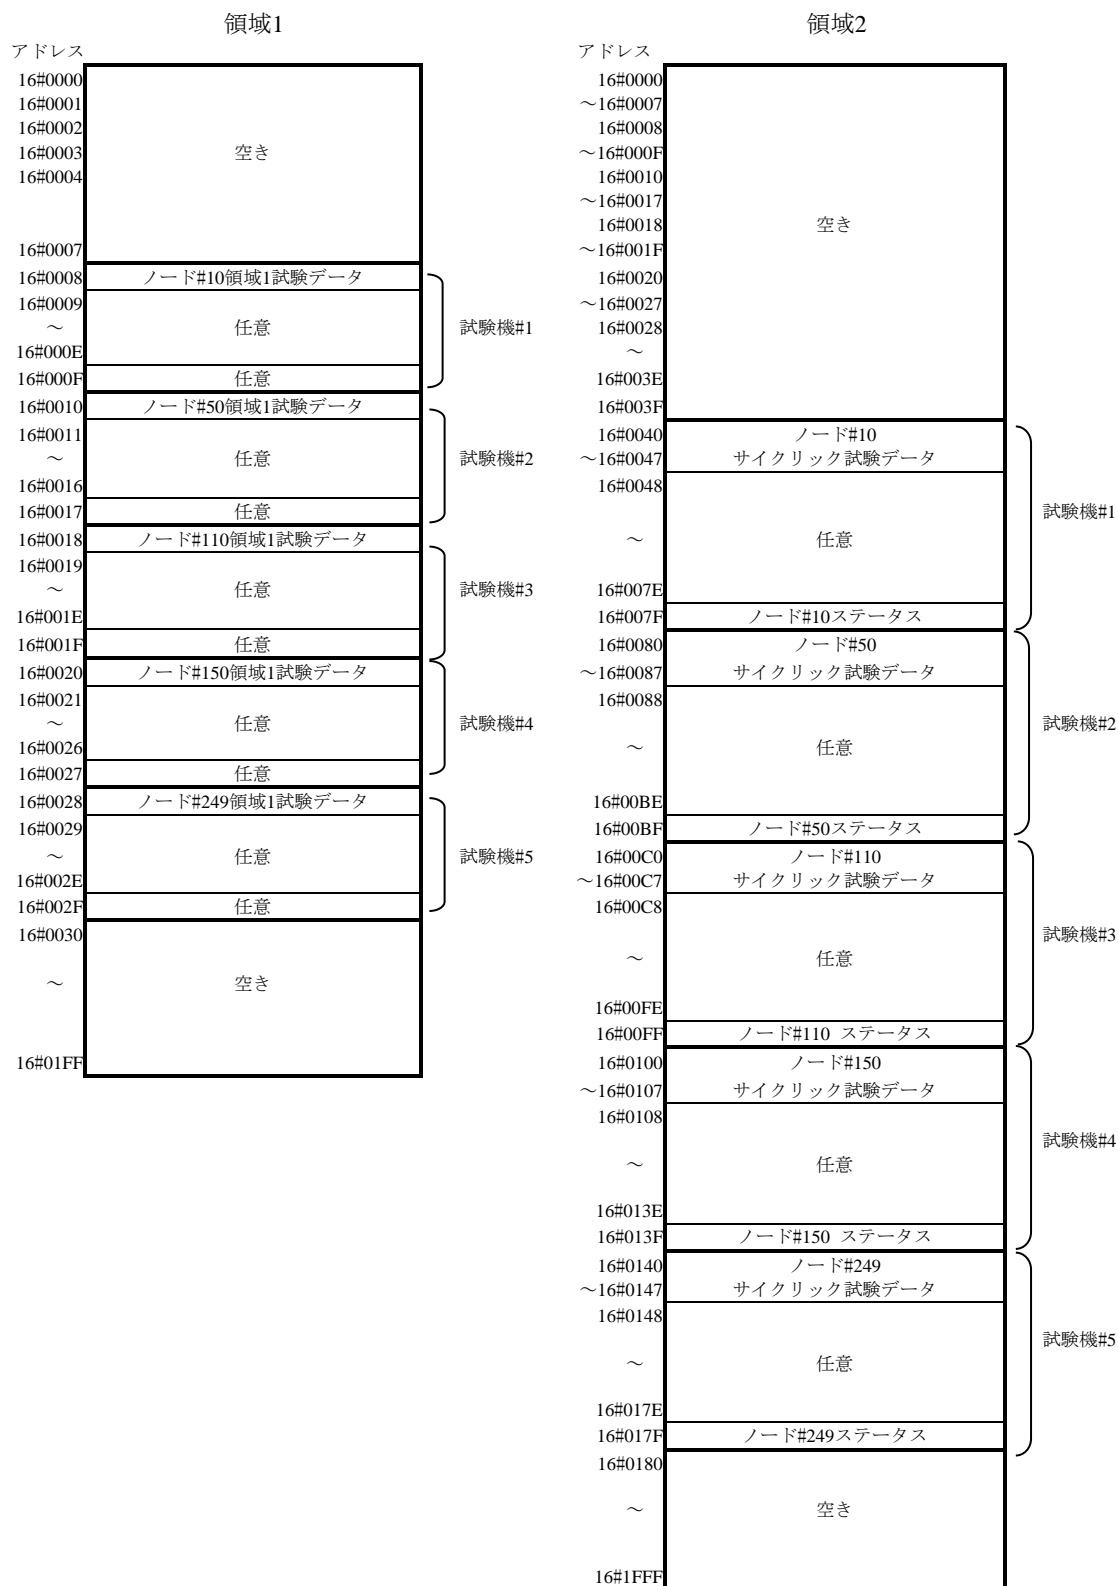 領域1
アドレス
16#0000
16#0001
16#0002
16#0003
空き
16#0004
16#0007
16#0008
ノード#10領域1試験データ
16#0009
～
任意
試験機#1
16#000E
16#000F
任意
16#0010
ノード#50領域1試験データ
16#0011
～
任意
試験機#2
16#0016
16#0017
任意
16#0018
ノード#110領域1試験データ
16#0019
～
任意
試験機#3
16#001E
16#001F
任意
16#0020
ノード#150領域1試験データ
16#0021
～
任意
試験機#4
16#0026
16#0027
任意
16#0028
ノード#249領域1試験データ
16#0029
～
任意
試験機#5
16#002E
16#002F
任意
16#0030
～
空き
16#01FF
領域2
アドレス
16#0000
～16#0007
16#0008
～16#000F
16#0010
～16#0017
16#0018
空き
～16#001F
16#0020
～16#0027
16#0028
～
16#003E
16#003F
16#0040
ノード#10
～16#0047
サイクリック試験データ
16#0048
試験機#1
～
任意
16#007E
16#007F
ノード#10ステータス
16#0080
ノード#50
～16#0087
サイクリック試験データ
16#0088
試験機#2
～
任意
16#00BE
16#00BF
ノード#50ステータス
16#00C0
ノード#110
～16#00C7
サイクリック試験データ
16#00C8
試験機#3
～
任意
16#00FE
16#00FF
ノード#110 ステータス
16#0100
ノード#150
～16#0107
サイクリック試験データ
16#0108
試験機#4
～
任意
16#013E
16#013F
ノード#150 ステータス
16#0140
ノード#249
～16#0147
サイクリック試験データ
16#0148
試験機#5
～
任意
16#017E
16#017F
ノード#249ステータス
16#0180
～
空き
16#1FFF